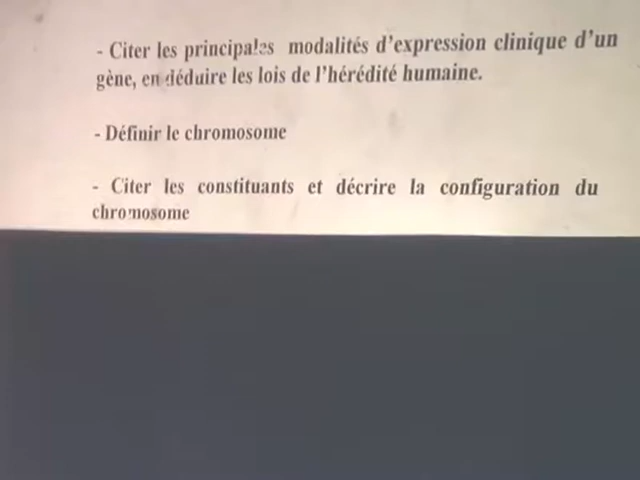 - Citer les principales modalités d'expression clinique d'un
gène, en déduire les lois de l'hérédité humaine.
- Définir le chromosome
- Citer les constituants et décrire la configuration du
chromosome